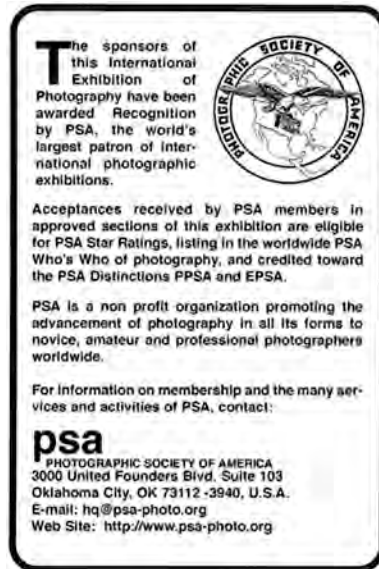 The sponsors of
this International
Exhibition of
Photography have been
awarded Recognition
by PSA, the world's
largest patron of inter-
national photographic
exhibitions.
PHOTOGRAPHIC SOCIETY OF AMERICA
PSA
Acceptances received by PSA members in
approved sections of this exhibition are eligible
for PSA Star Ratings, listing in the worldwide PSA
Who's Who of photography, and credited toward
the PSA Distinctions PPSA and EPSA.
PSA is a non profit organization promoting the
advancement of photography in all its forms to
novice, amateur and professional photographers
worldwide.
For information on membership and the many ser-
vices and activities of PSA, contact:
psa
PHOTOGRAPHIC SOCIETY OF AMERICA
3000 United Founders Blvd. Suite 103
Oklahoma City, OK 73112 -3940, U.S.A.
E-mail: hq@psa-photo.org
Web Site: http://www.psa-photo.org